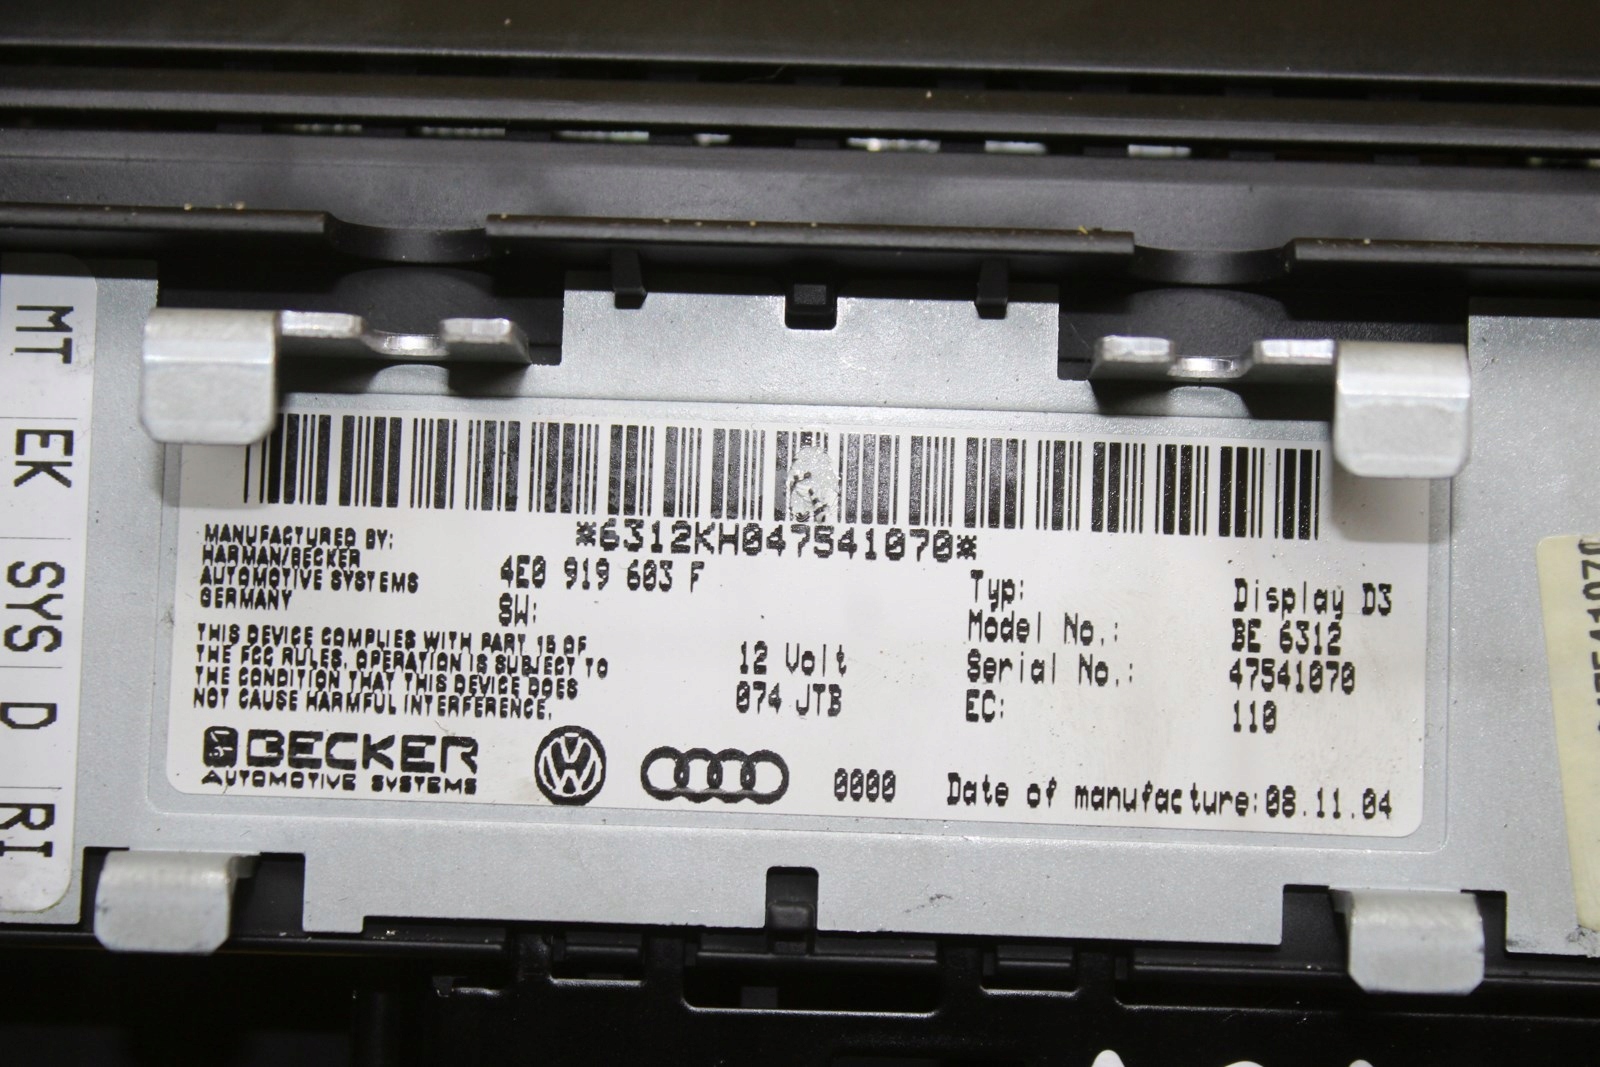 MT
EK
SYS
D
RI
*6312KH047541070*
MANUFACTURED BY:
HARMAN/BECKER
AUTOMOTIVE SYSTEMS
GERMANY
4E0 919 603 F
SW:
THIS DEVICE COMPLIES WITH PART 15 OF
THE FCC RULES. OPERATION IS SUBJECT TO
THE CONDITION THAT THIS DEVICE DOES
NOT CAUSE HARMFUL INTERFERENCE.
12 Volt
074 JTB
Typ: Display D3
Model No.: BE 6312
Serial No.: 47541070
EC: 110
BECKER
AUTOMOTIVE SYSTEMS
VW
0000
Date of manufacture:08.11.04